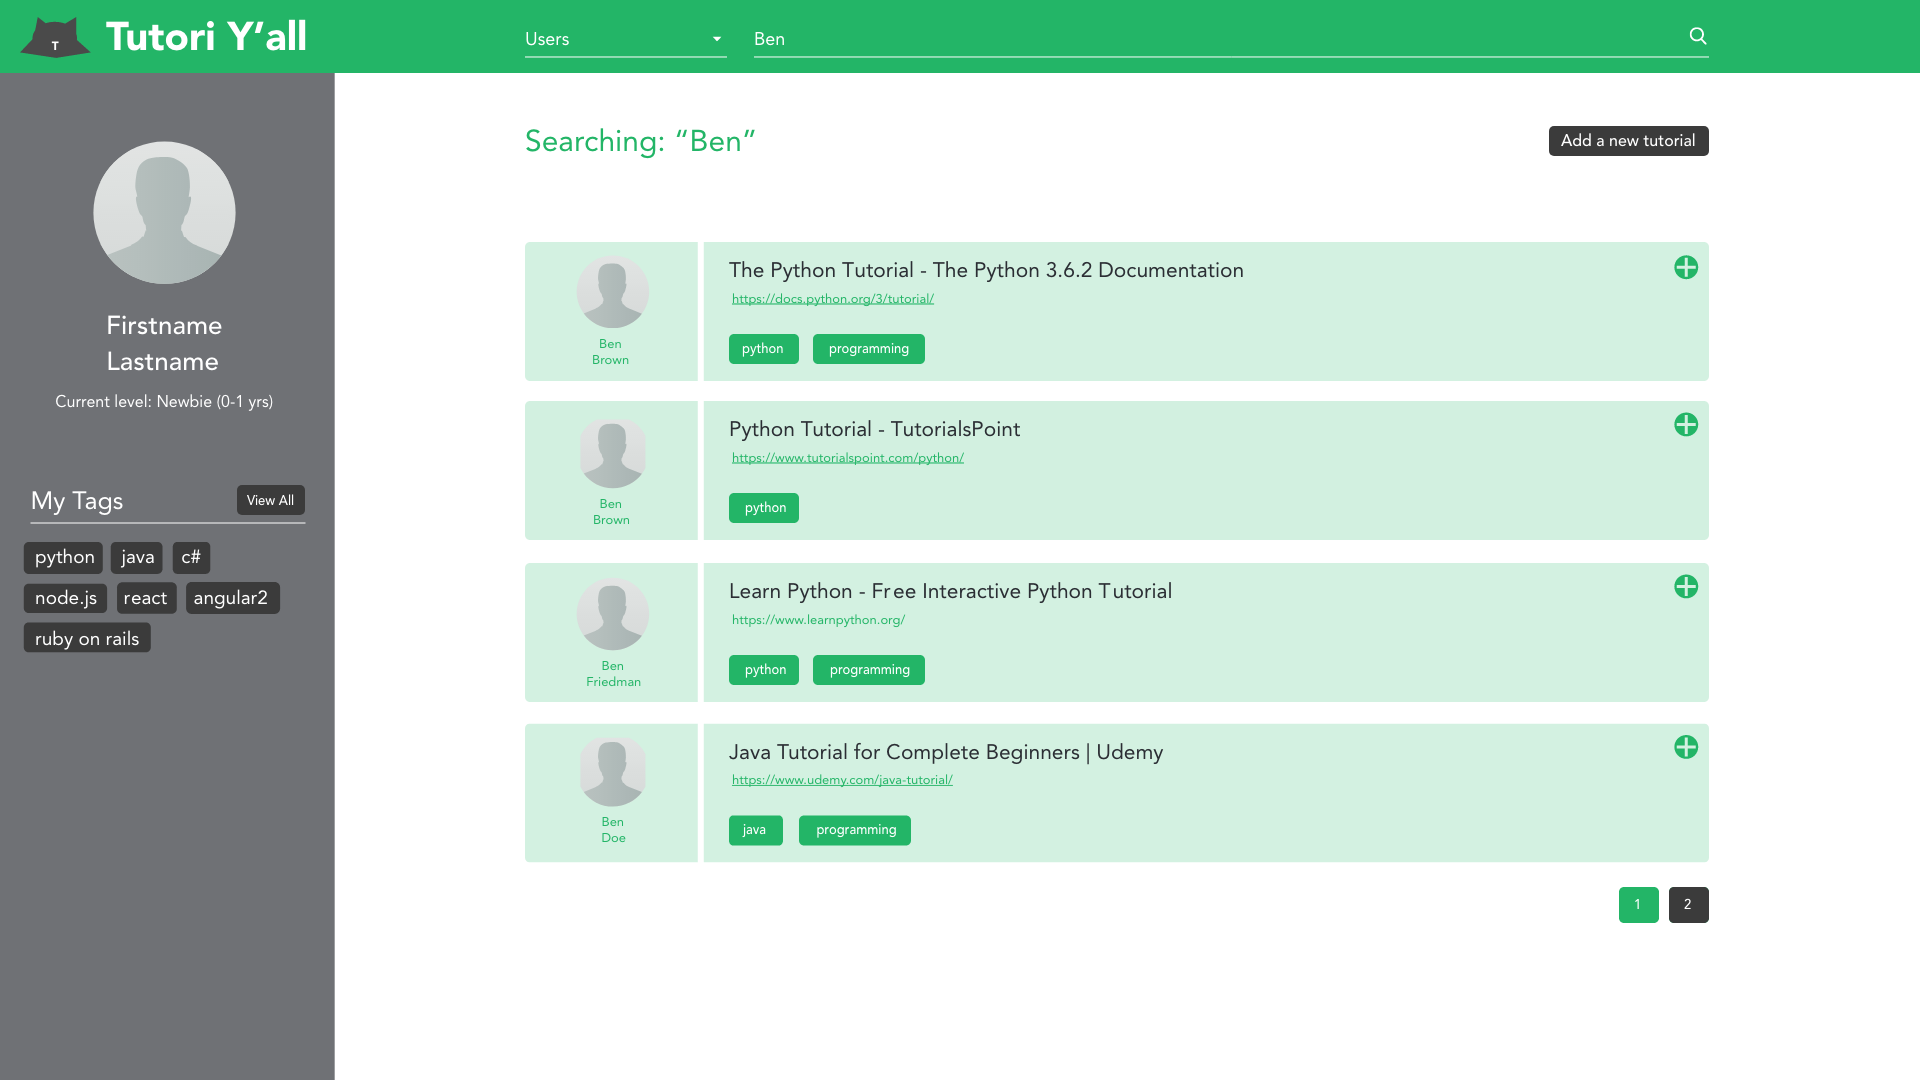 T
Tutori Y’all
Users
Ben
Firstname
Lastname
Current level: Newbie (0-1 yrs)
My Tags
View All
python java c#
node.js react angular2
ruby on rails
Searching: “Ben”
Add a new tutorial
Ben
Brown
The Python Tutorial - The Python 3.6.2 Documentation
https://docs.python.org/3/tutorial/
python programming
Ben
Brown
Python Tutorial - TutorialsPoint
https://www.tutorialspoint.com/python/
python
Ben
Friedman
Learn Python - Free Interactive Python Tutorial
https://www.learnpython.org/
python programming
Ben
Doe
Java Tutorial for Complete Beginners | Udemy
https://www.udemy.com/java-tutorial/
java programming
1 2